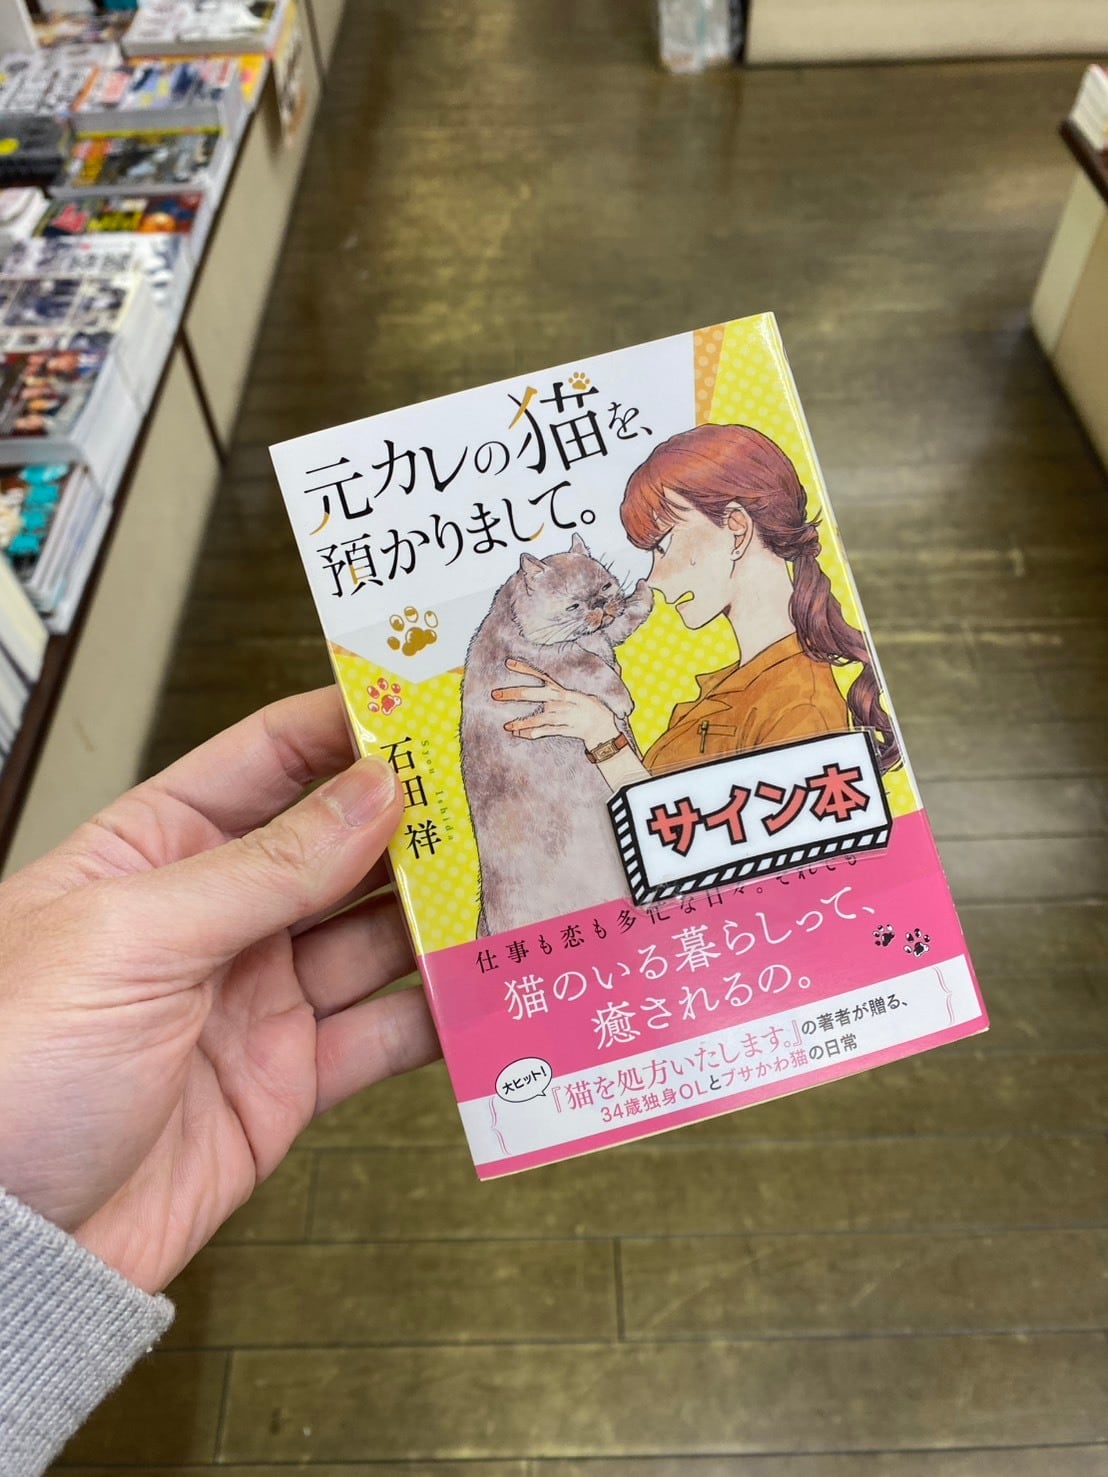 元カレの猫を、
預かりまして。
石田 祥
Syou Ishida
サイン本
仕事も恋も多忙な日々。それでも
猫のいる暮らしって、
癒されるの。
大ヒット!
『猫を処方いたします。』の著者が贈る、
34歳独身OLとブサかわ猫の日常